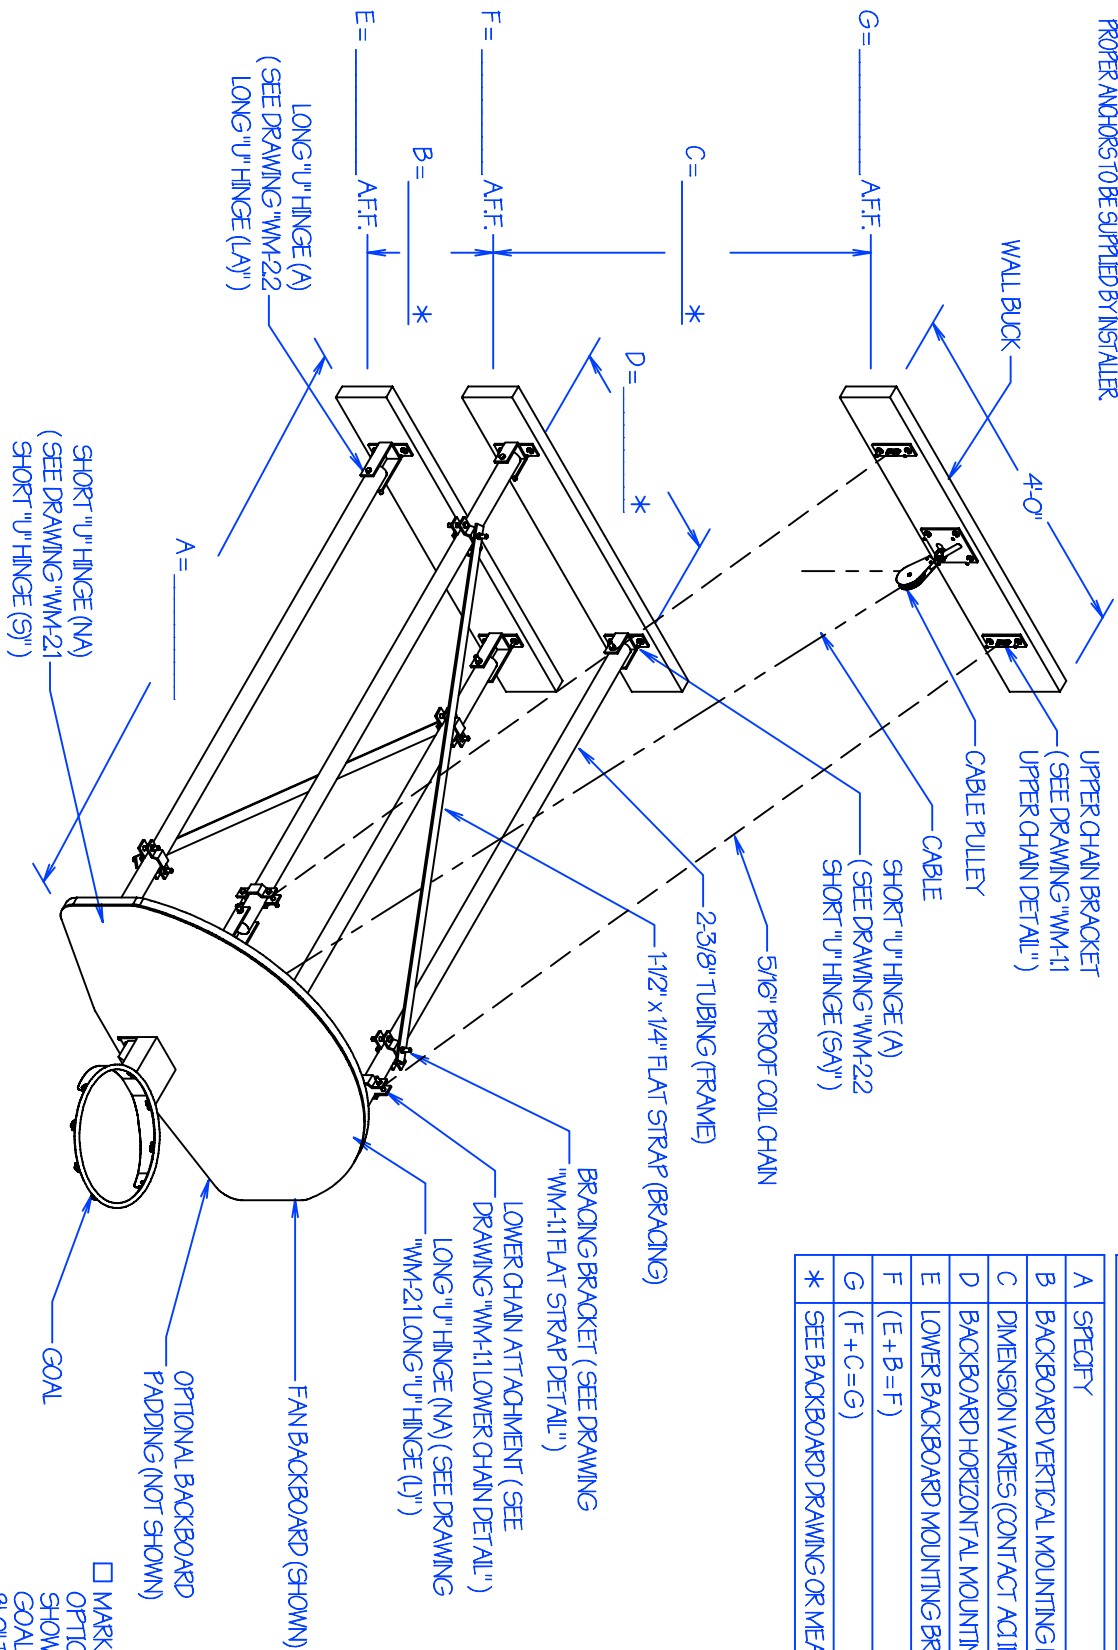 PROPER ANCHORS TO BE SUPPLIED BY INSTALLER.
G= A.F.F.
F= A.F.F.
E= A.F.F.
C= *
B= *
D= *
A=
4'-0"
WALL BUCK
UPPER CHAIN BRACKET
( SEE DRAWING "WM-1.1
UPPER CHAIN DETAIL" )
CABLE PULLEY
CABLE
SHORT "U" HINGE (A)
( SEE DRAWING "WM-2.2
SHORT "U" HINGE (SA)" )
5/16" PROOF COIL CHAIN
2-3/8" TUBING (FRAME)
1-1/2" x 1/4" FLAT STRAP (BRACING)
LONG "U" HINGE (A)
( SEE DRAWING "WM-2.2
LONG "U" HINGE (LA)" )
SHORT "U" HINGE (NA)
( SEE DRAWING "WM-2.1
SHORT "U" HINGE (S)" )
BRACING BRACKET ( SEE DRAWING
"WM-1.1 FLAT STRAP DETAIL" )
LOWER CHAIN ATTACHMENT ( SEE
DRAWING "WM-1.1 LOWER CHAIN DETAIL" )
LONG "U" HINGE (NA) ( SEE DRAWING
"WM-2.1 LONG "U" HINGE (L)" )
FAN BACKBOARD (SHOWN)
OPTIONAL BACKBOARD
PADDING (NOT SHOWN)
GOAL
A SPECIFY
B BACKBOARD VERTICAL MOUNTING
C DIMENSION VARIES (CONTACT ACI
D BACKBOARD HORIZONTAL
E LOWER BACKBOARD MOUNTING
F (E+B=F)
G (F+C=G)
* SEE BACKBOARD DRAWING OR
☐ MARK
SHOW
GOAL